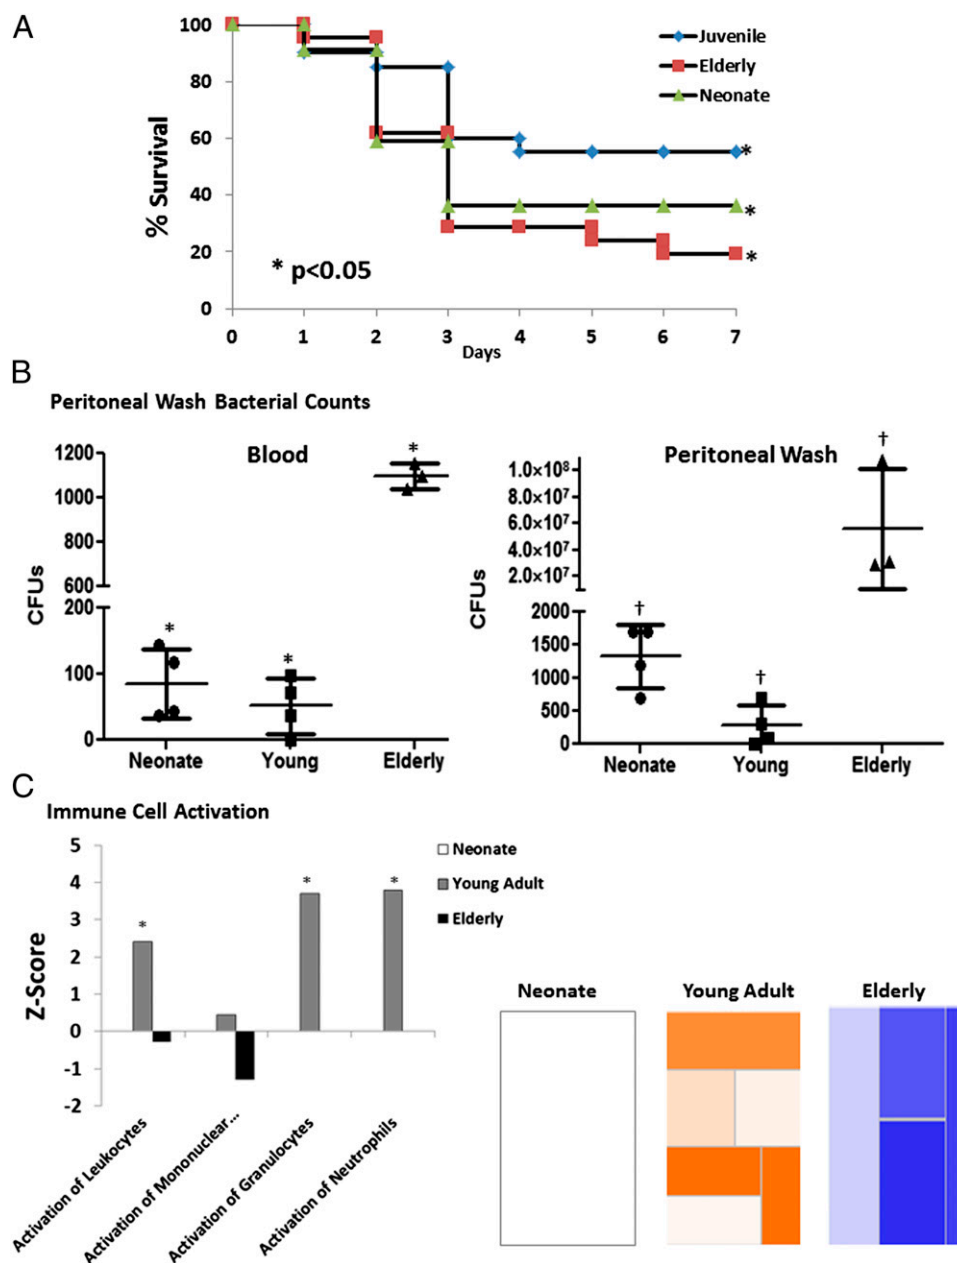 A
100
80
60
40
20
0
% Survival
Juvenile
Elderly
Neonate
*
*
*
* p<0.05
0 1 2 3 4 5 6 7
Days
B
Peritoneal Wash Bacterial Counts
Blood
1200
1000
800
600
200
100
0
CFUs
*
*
*
Neonate Young Elderly
Peritoneal Wash
1.0×10⁸
8.0×10⁷
6.0×10⁷
4.0×10⁷
2.0×10⁷
2000
1500
1000
500
0
CFUs
†
†
†
Neonate Young Elderly
C
Immune Cell Activation
5
4
3
2
1
0
-1
-2
Z-Score
*
*
*
Neonate
Young Adult
Elderly
Activation of Leukocytes
Activation of Mononuclear...
Activation of Granulocytes
Activation of Neutrophils
Neonate Young Adult Elderly